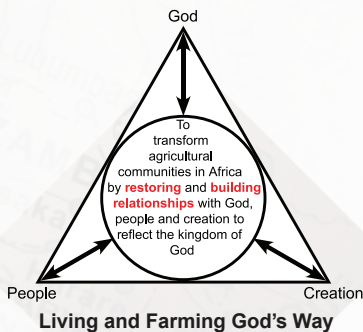 God
To
transform
agricultural
communities in Africa
by restoring and building
relationships with God,
people and creation to
reflect the kingdom of
God
People
Creation
Living and Farming God's Way